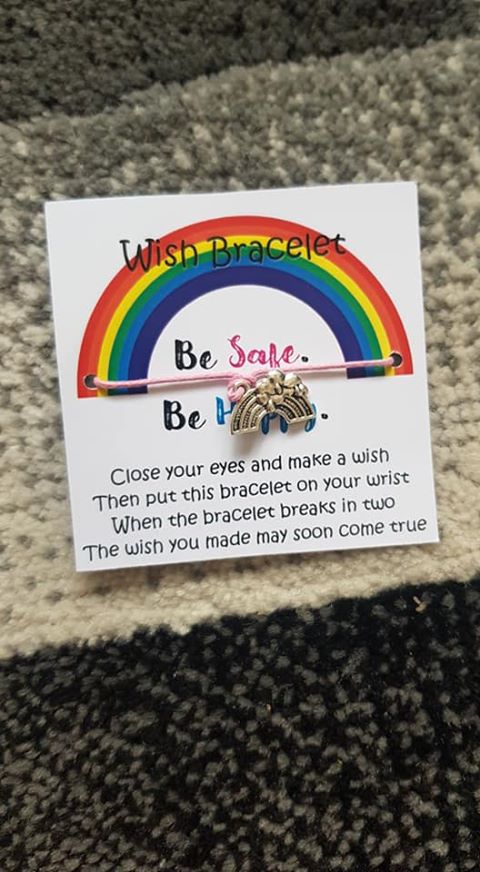 Wish Bracelet
Be Safe.
Be
Close your eyes and make a wish
Then put this bracelet on your wrist
When the bracelet breaks in two
The wish you made may soon come true